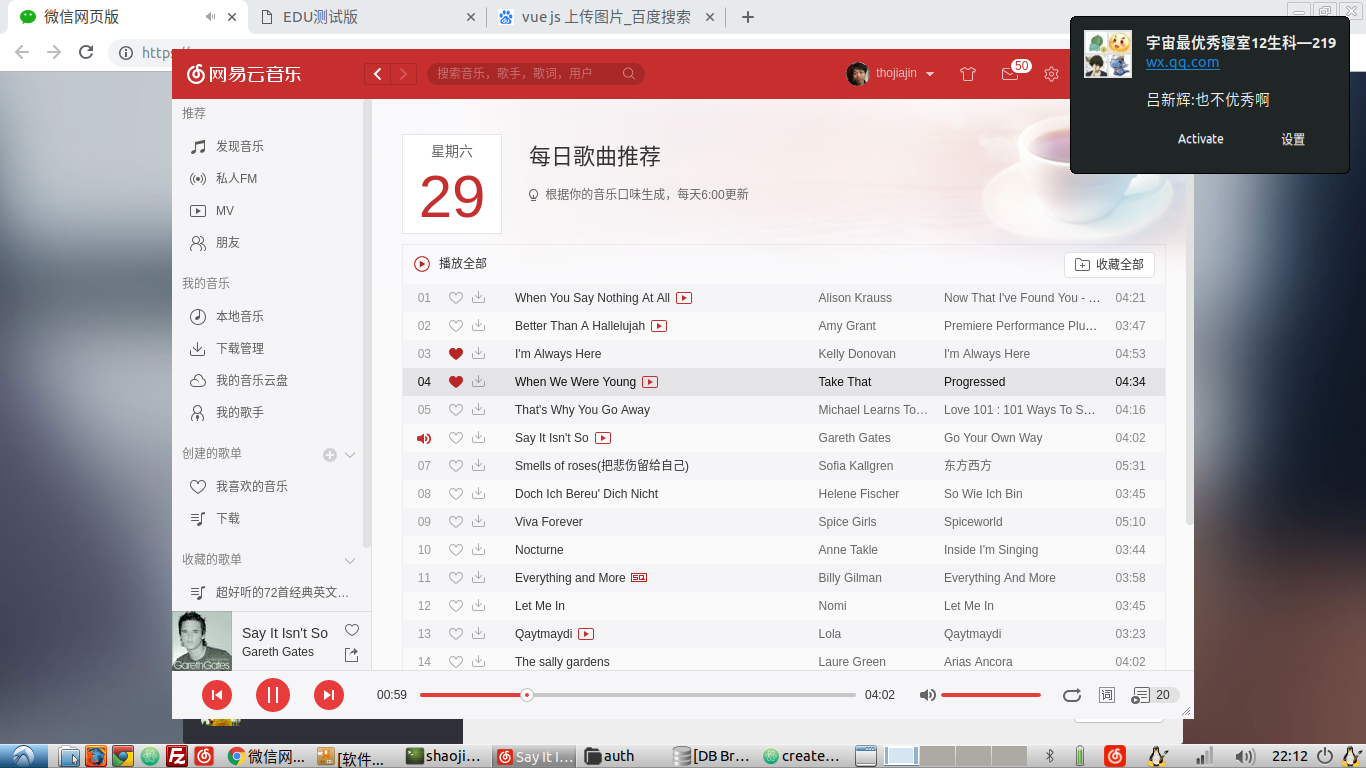 微信网页版
EDU测试版
vue js 上传图片_百度搜索
https:
网易云音乐
搜索音乐，歌手，歌词，用户
thojiajin
50
宇宙最优秀寝室12生科—219
wx.qq.com
吕新辉:也不优秀啊
Activate 设置
推荐
发现音乐
私人FM
MV
朋友
我的音乐
本地音乐
下载管理
我的音乐云盘
我的歌手
创建的歌单
我喜欢的音乐
下载
收藏的歌单
超好听的72首经典英文...
星期六
29
每日歌曲推荐
根据你的音乐口味生成，每天6:00更新
播放全部
收藏全部
01 When You Say Nothing At All Alison Krauss Now That I've Found You - ... 04:21
02 Better Than A Hallelujah Amy Grant Premiere Performance Plu... 03:47
03 I'm Always Here Kelly Donovan I'm Always Here 04:53
04 When We Were Young Take That Progressed 04:34
05 That's Why You Go Away Michael Learns To... Love 101 : 101 Ways To S... 04:16
Say It Isn't So Gareth Gates Go Your Own Way 04:02
07 Smells of roses(把悲伤留给自己) Sofia Kallgren 东方西方 05:31
08 Doch Ich Bereu' Dich Nicht Helene Fischer So Wie Ich Bin 03:45
09 Viva Forever Spice Girls Spiceworld 05:10
10 Nocturne Anne Takle Inside I'm Singing 03:44
11 Everything and More SQ Billy Gilman Everything And More 03:58
12 Let Me In Nomi Let Me In 03:45
13 Qaytmaydi Lola Qaytmaydi 03:23
14 The sally gardens Laure Green Arias Ancora 04:02
GarethGates
Say It Isn't So
Gareth Gates
00:59
04:02
词
20
微信网...
[软件...
shaoji...
Say It I...
auth
[DB Br...
create...
22:12